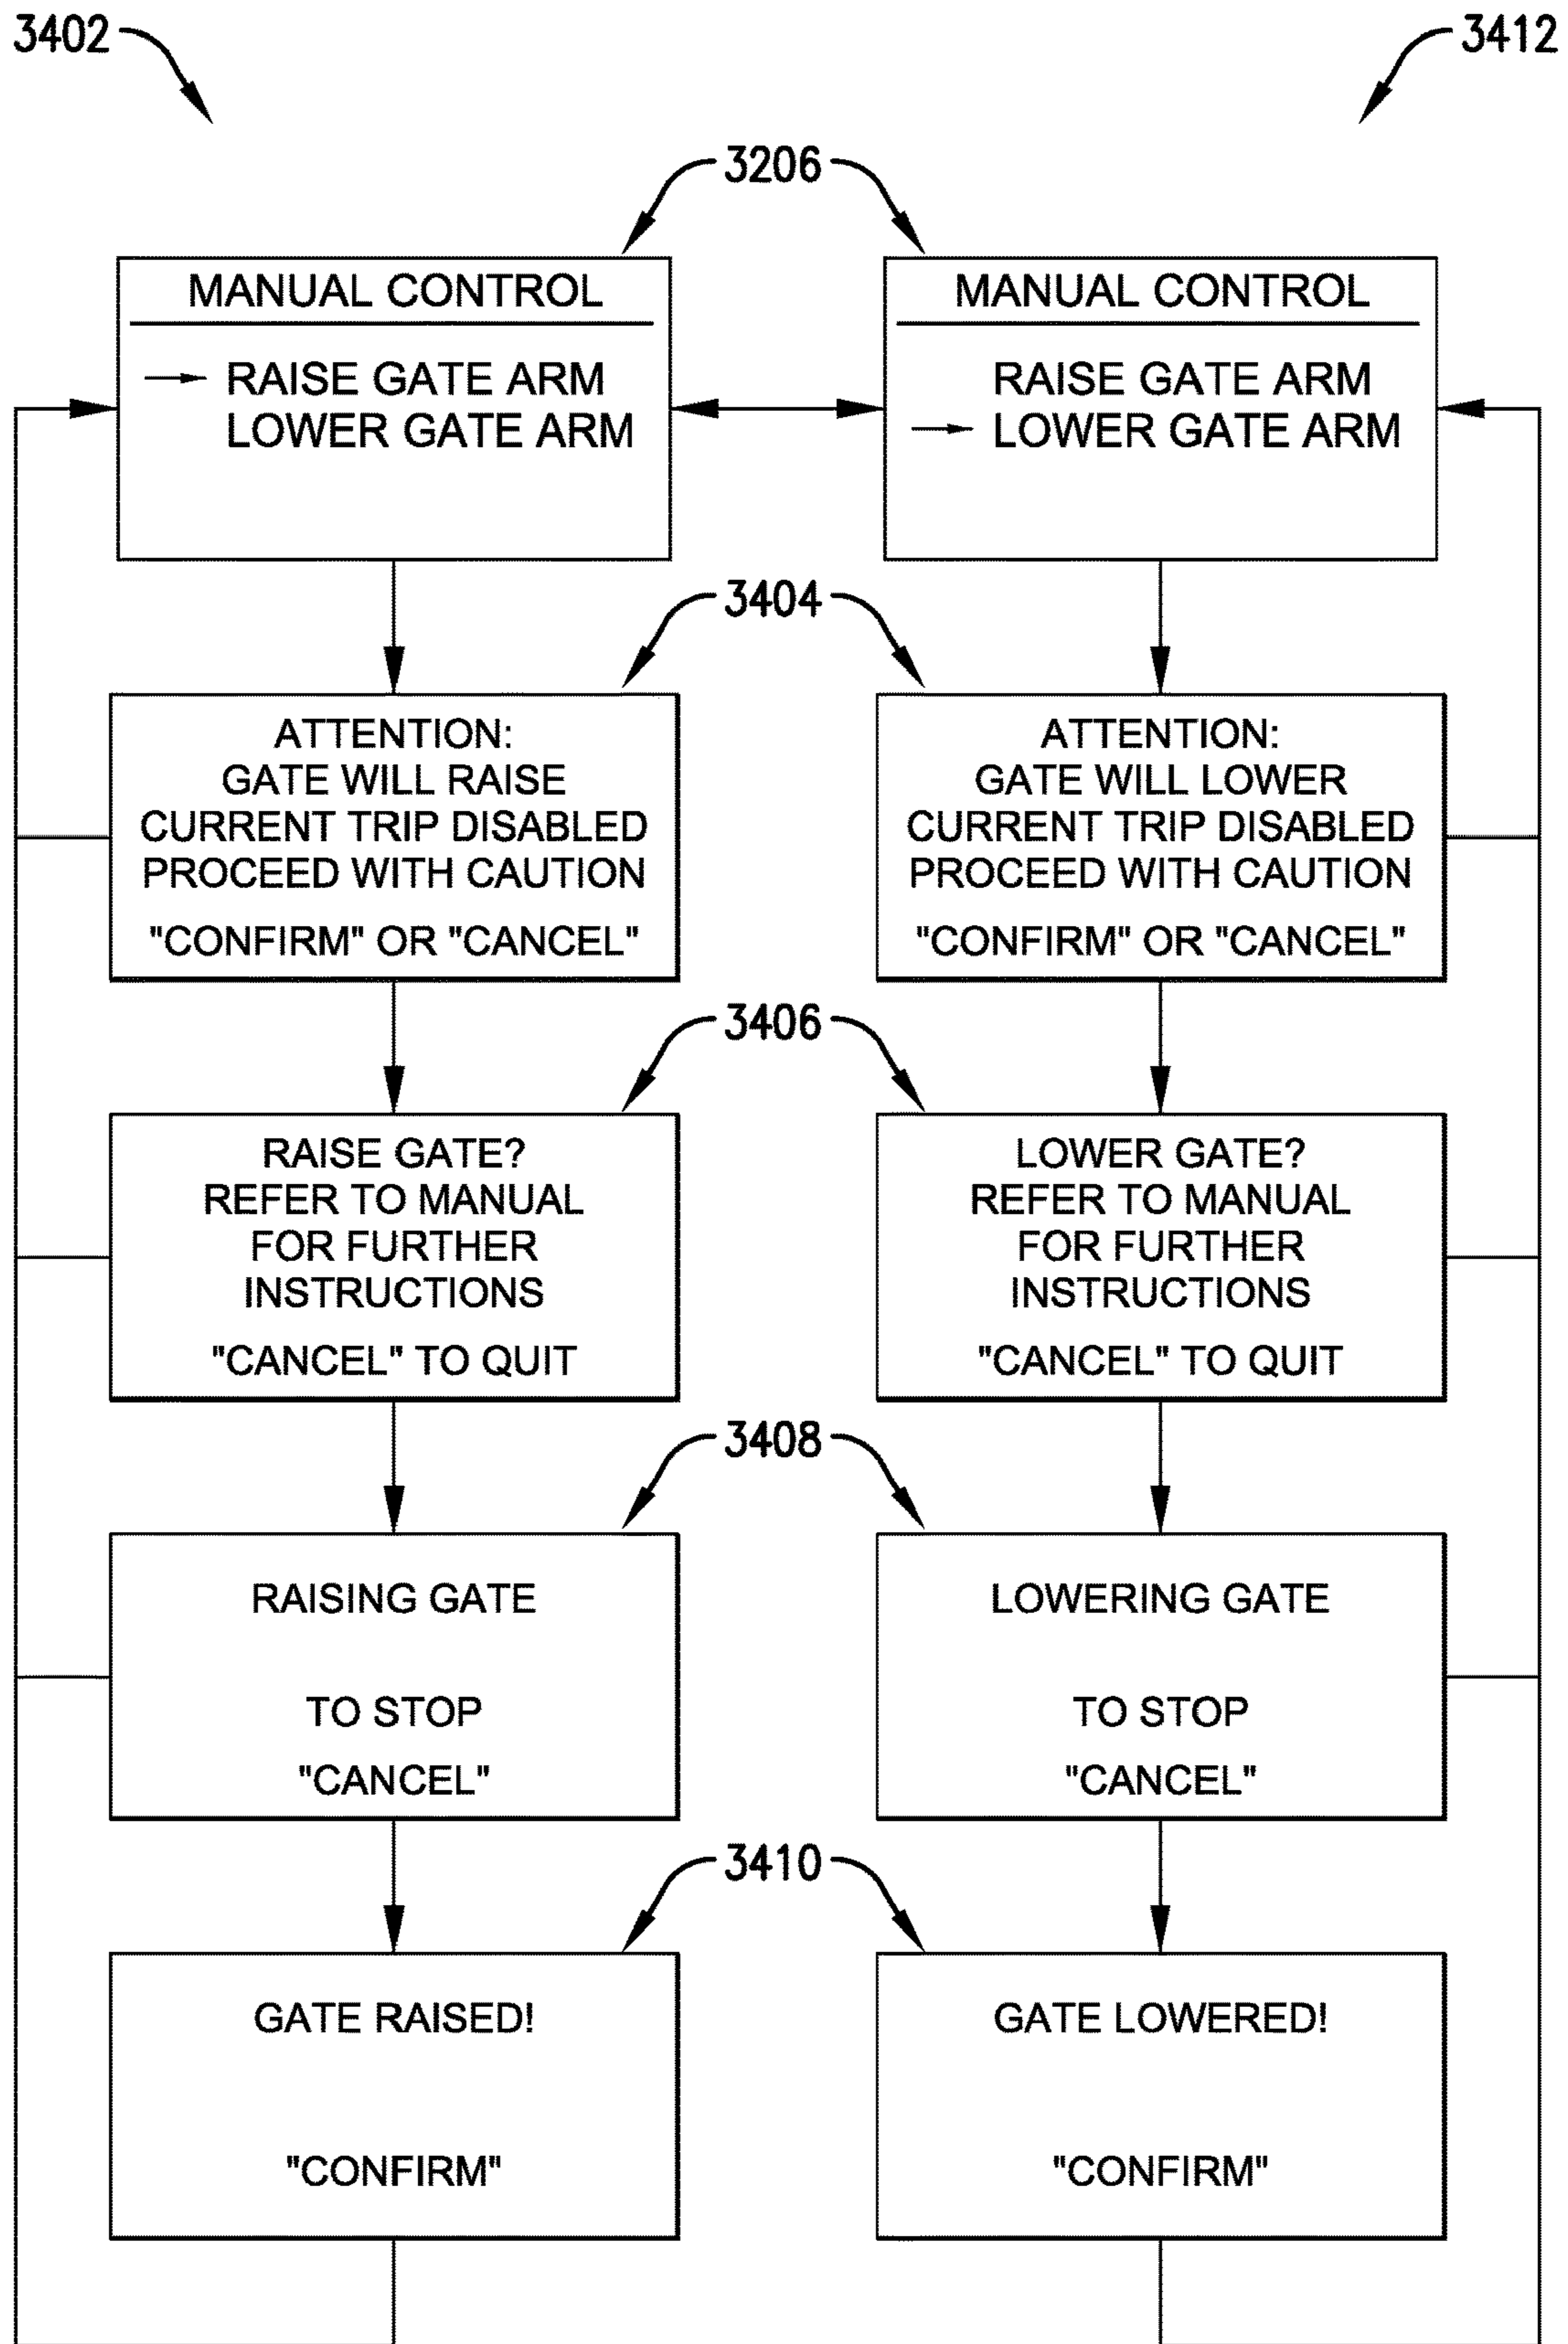 3402
3412
3206
MANUAL CONTROL
RAISE GATE ARM
LOWER GATE ARM
MANUAL CONTROL
RAISE GATE ARM
LOWER GATE ARM
3404
ATTENTION:
GATE WILL RAISE
CURRENT TRIP DISABLED
PROCEED WITH CAUTION
"CONFIRM" OR "CANCEL"
ATTENTION:
GATE WILL LOWER
CURRENT TRIP DISABLED
PROCEED WITH CAUTION
"CONFIRM" OR "CANCEL"
3406
RAISE GATE?
REFER TO MANUAL
FOR FURTHER
INSTRUCTIONS
"CANCEL" TO QUIT
LOWER GATE?
REFER TO MANUAL
FOR FURTHER
INSTRUCTIONS
"CANCEL" TO QUIT
3408
RAISING GATE
TO STOP
"CANCEL"
LOWERING GATE
TO STOP
"CANCEL"
3410
GATE RAISED!
"CONFIRM"
GATE LOWERED!
"CONFIRM"